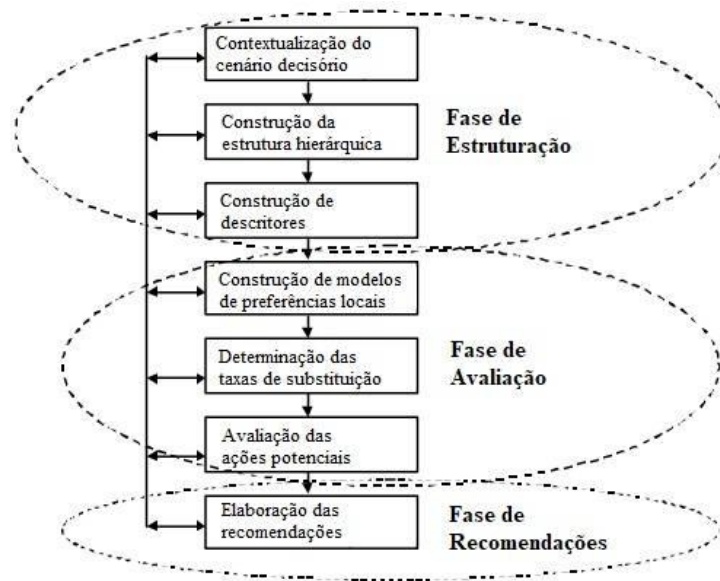 Contextualização do
cenário decisório
Construção da
estrutura hierárquica
Fase de
Estruturação
Construção de
descritores
Construção de modelos
de preferências locais
Determinação das
taxas de substituição
Fase de
Avaliação
Avaliação das
ações potenciais
Elaboração das
recomendações
Fase de
Recomendações